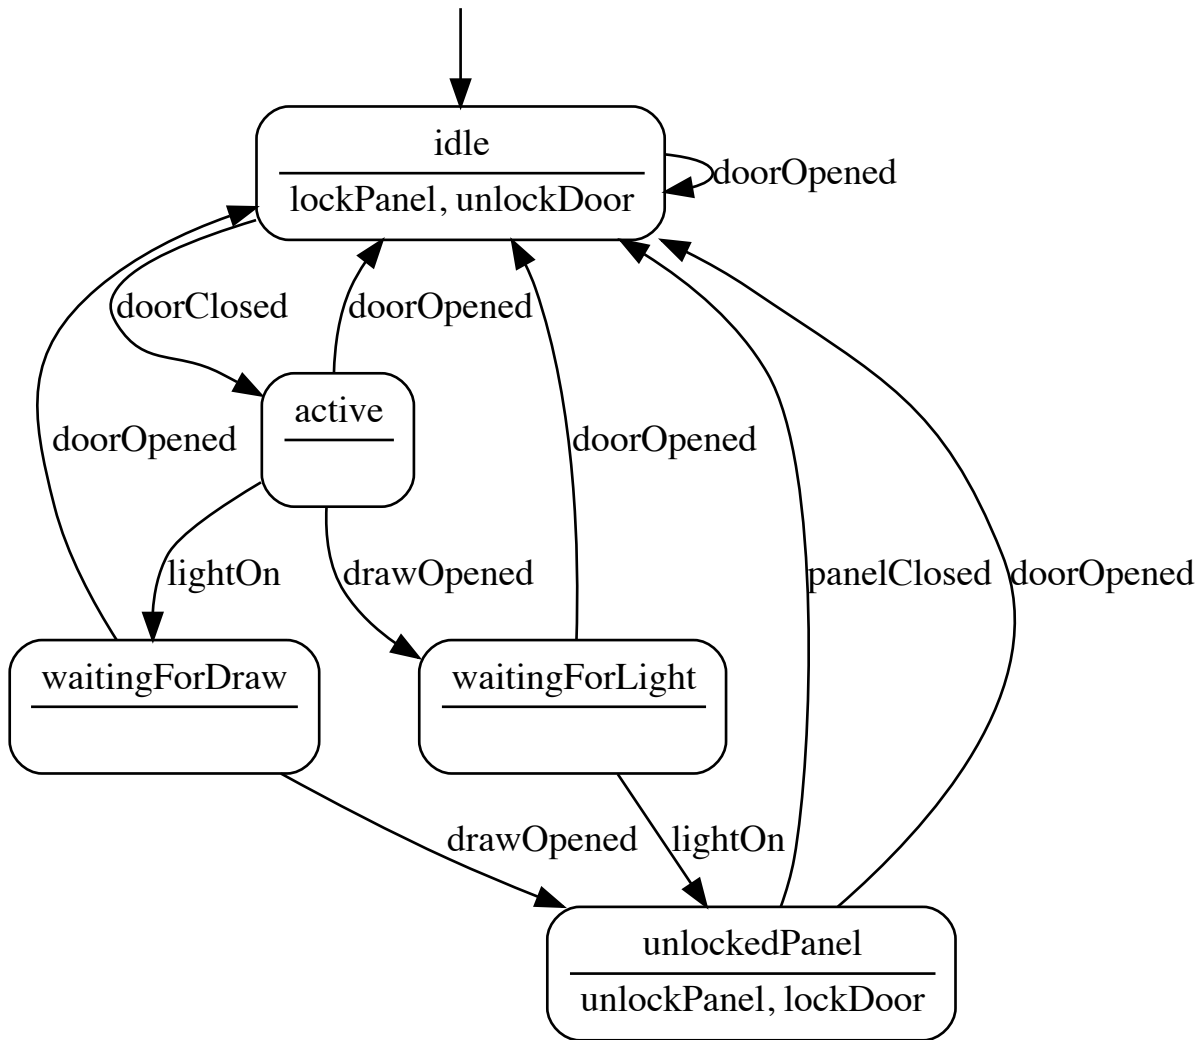 idle
lockPanel, unlockDoor
doorOpened
doorClosed
doorOpened
active
doorOpened
doorOpened
lightOn
drawOpened
panelClosed
doorOpened
waitingForDraw
waitingForLight
drawOpened
lightOn
unlockedPanel
unlockPanel, lockDoor